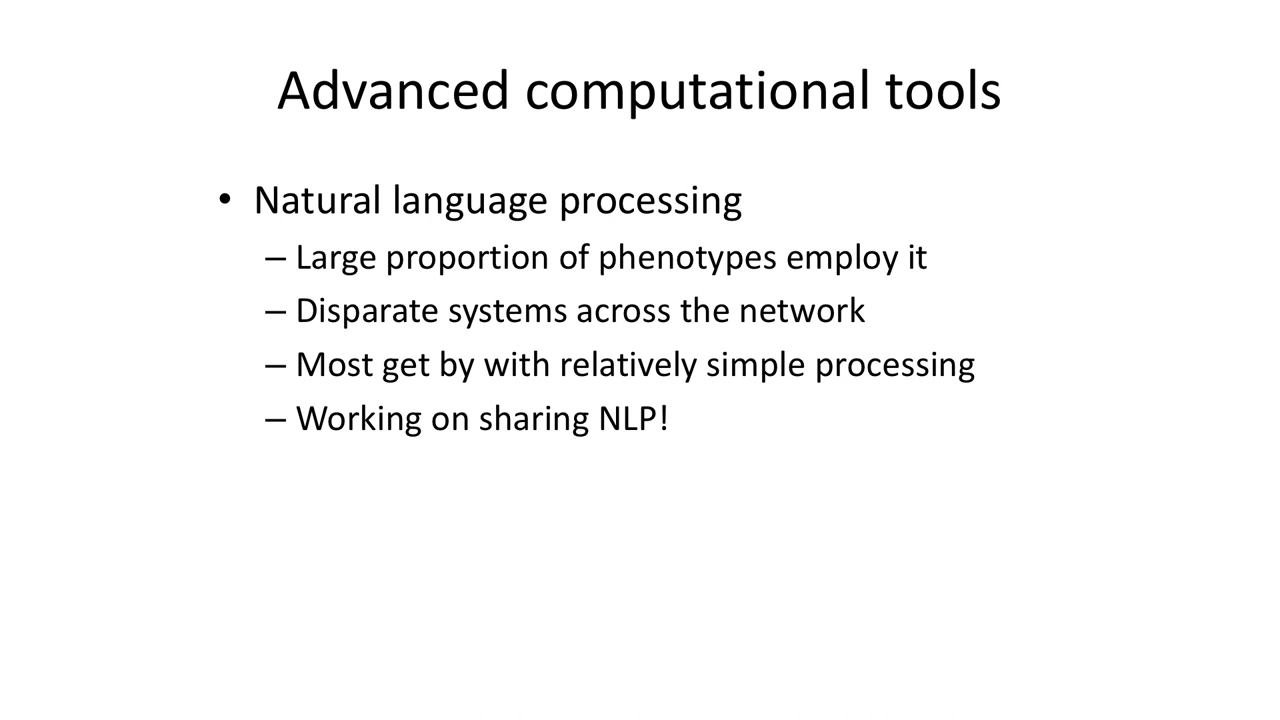 Advanced computational tools
• Natural language processing
– Large proportion of phenotypes employ it
– Disparate systems across the network
– Most get by with relatively simple processing
– Working on sharing NLP!